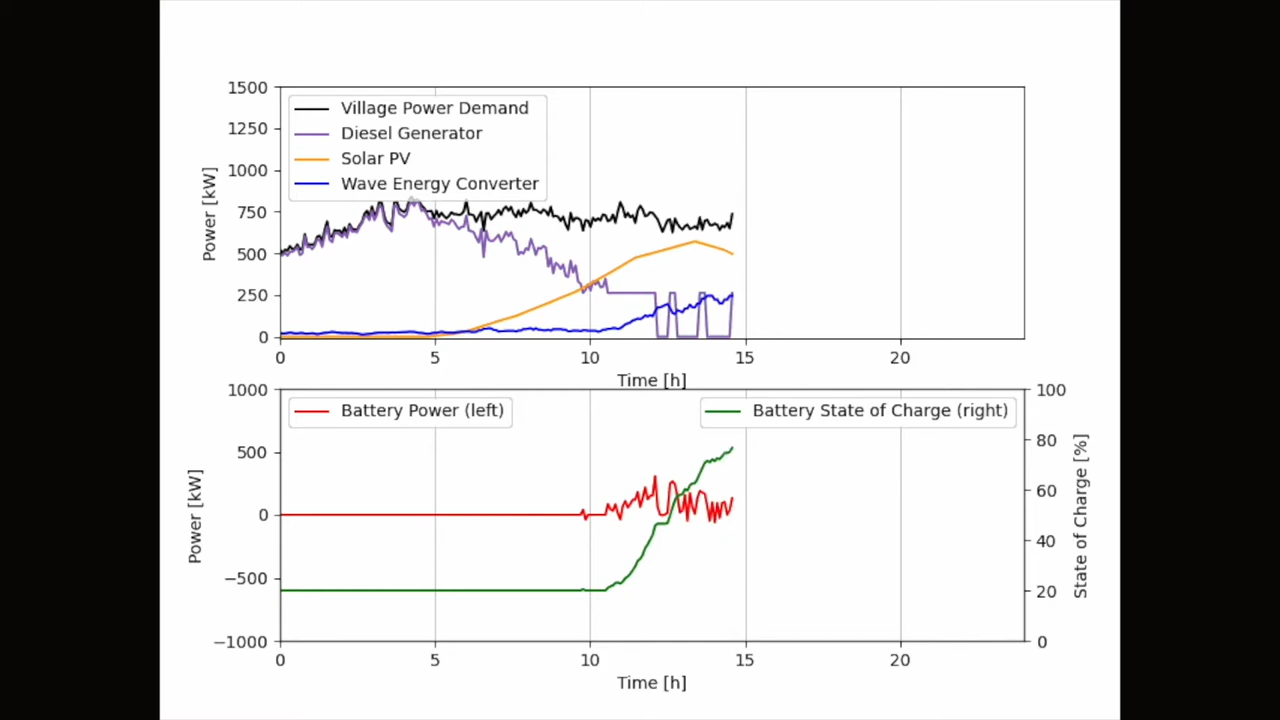 1500
1250
1000
750
500
250
0
Power [kW]
Village Power Demand
Diesel Generator
Solar PV
Wave Energy Converter
0 5 10 15 20
Time [h]
1000
500
0
−500
−1000
Power [kW]
Battery Power (left)
Battery State of Charge (right)
100
80
60
40
20
0
State of Charge [%]
0 5 10 15 20
Time [h]